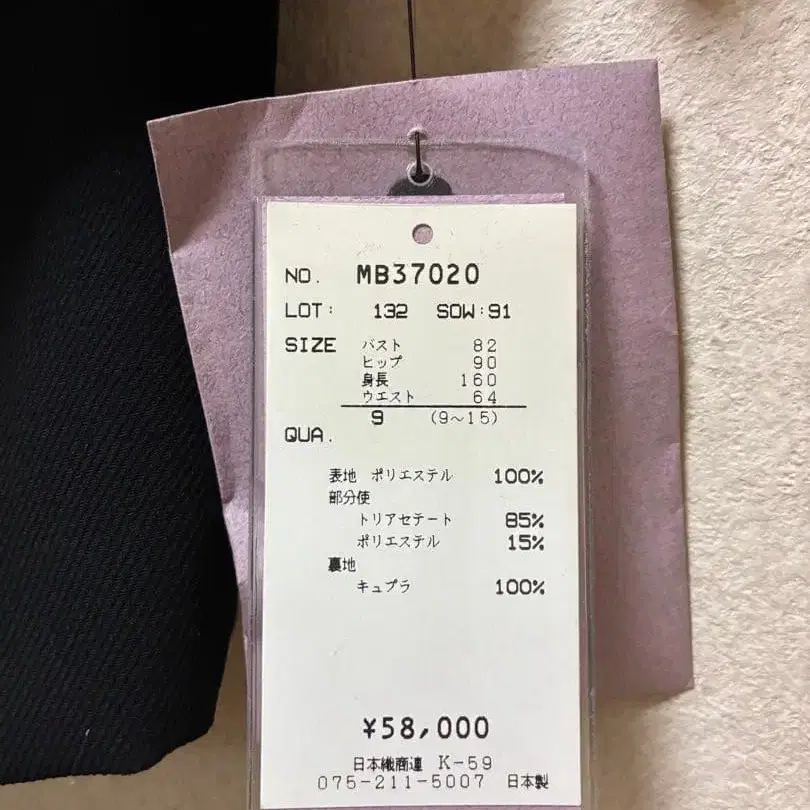 NO. MB37020
LOT: 132 SOW:91
SIZE バスト 82
ヒップ 90
身長 160
ウエスト 64
9 (9〜15)
QUA.
表地 ポリエステル 100%
部分使
トリアセテート 85%
ポリエステル 15%
裏地
キュプラ 100%
¥58,000
日本繊商連 K-59
075-211-5007 日本製